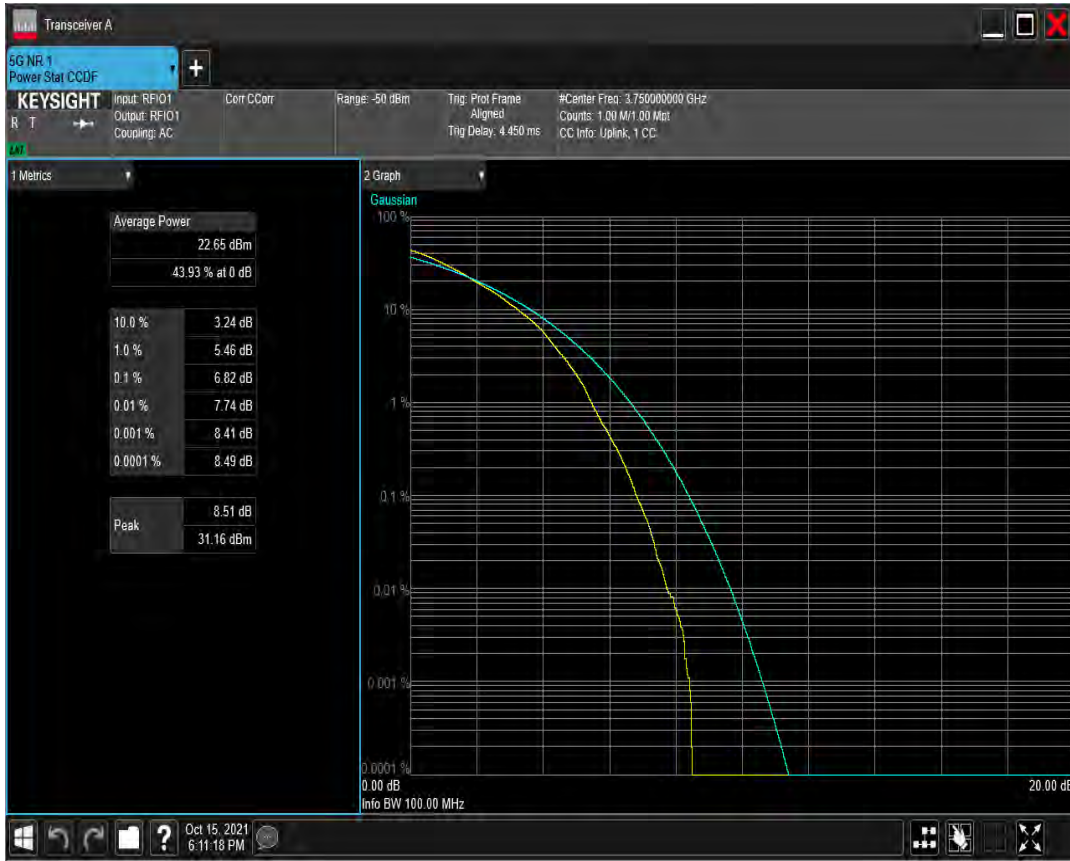 Transceiver A
5G NR 1
Power Stat CCDF
+
KEYSIGHT
R T
LXI
Input: RFIO1
Output: RFIO1
Coupling: AC
Corr CCorr
Range: -50 dBm
Trig: Prot Frame
Aligned
Trig Delay: 4.450 ms
#Center Freq: 3.750000000 GHz
Counts: 1.00 M/1.00 Mpt
CC Info: Uplink, 1 CC
1 Metrics
Average Power
22.65 dBm
43.93 % at 0 dB
10.0 % 3.24 dB
1.0 % 5.46 dB
0.1 % 6.82 dB
0.01 % 7.74 dB
0.001 % 8.41 dB
0.0001 % 8.49 dB
Peak 8.51 dB
31.16 dBm
2 Graph
Gaussian
100 %
10 %
1 %
0.1 %
0.01 %
0.001 %
0.0001 %
0.00 dB 20.00 dB
Info BW 100.00 MHz
?
Oct 15, 2021
6:11:18 PM